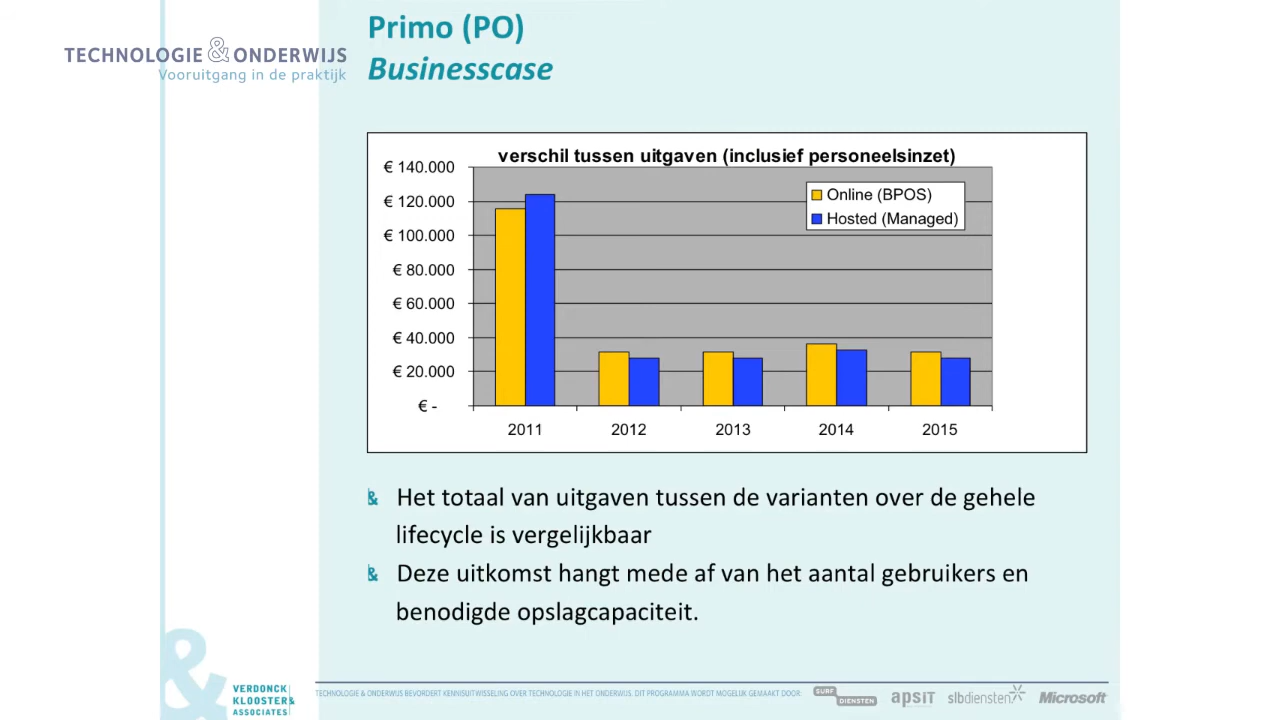 Primo (PO)
TECHNOLOGIE & ONDERWIJS
Vooruitgang in de praktijk
Businesscase
verschil tussen uitgaven (inclusief personeelsinzet)
€ 140.000
€ 120.000
€ 100.000
€ 80.000
€ 60.000
€ 40.000
€ 20.000
€ -
Online (BPOS)
Hosted (Managed)
2011 2012 2013 2014 2015
& Het totaal van uitgaven tussen de varianten over de gehele
lifecycle is vergelijkbaar
& Deze uitkomst hangt mede af van het aantal gebruikers en
benodigde opslagcapaciteit.
&
VERDONCK
KLOOSTER&
ASSOCIATES
TECHNOLOGIE & ONDERWIJS BEVORDERT KENNISUITWISSELING OVER TECHNOLOGIE IN HET ONDERWIJS. DIT PROGRAMMA WORDT MOGELIJK GEMAAKT DOOR:
SURF DIENSTEN
apsiT
slbdiensten
Microsoft